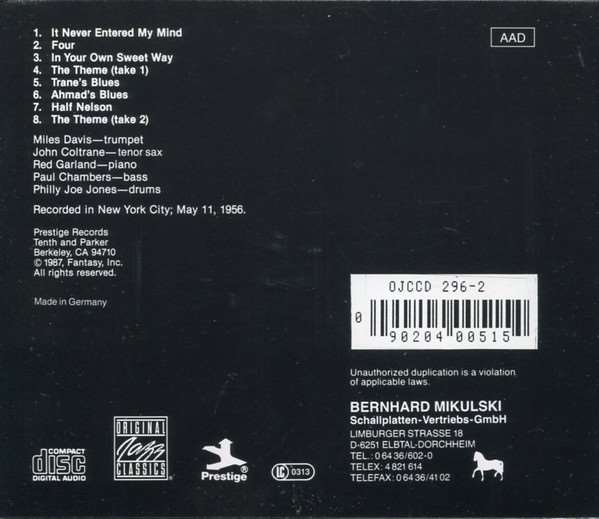 1. It Never Entered My Mind
2. Four
3. In Your Own Sweet Way
4. The Theme (take 1)
5. Trane's Blues
6. Ahmad's Blues
7. Half Nelson
8. The Theme (take 2)
Miles Davis—trumpet
John Coltrane—tenor sax
Red Garland—piano
Paul Chambers—bass
Philly Joe Jones—drums
Recorded in New York City; May 11, 1956.
Prestige Records
Tenth and Parker
Berkeley, CA 94710
© 1987, Fantasy, Inc.
All rights reserved.
Made in Germany
AAD
OJCCD 296-2
0 90204 00515
Unauthorized duplication is a violation
of applicable laws.
BERNHARD MIKULSKI
Schallplatten-Vertriebs-GmbH
LIMBURGER STRASSE 18
D-6251 ELBTAL-DORCHHEIM
TEL.: 0 64 36/602-0
TELEX: 4 821 614
TELEFAX: 0 64 36/41 02
COMPACT
disc
DIGITAL AUDIO
ORIGINAL
Jazz
CLASSICS
Prestige®
LC 0313